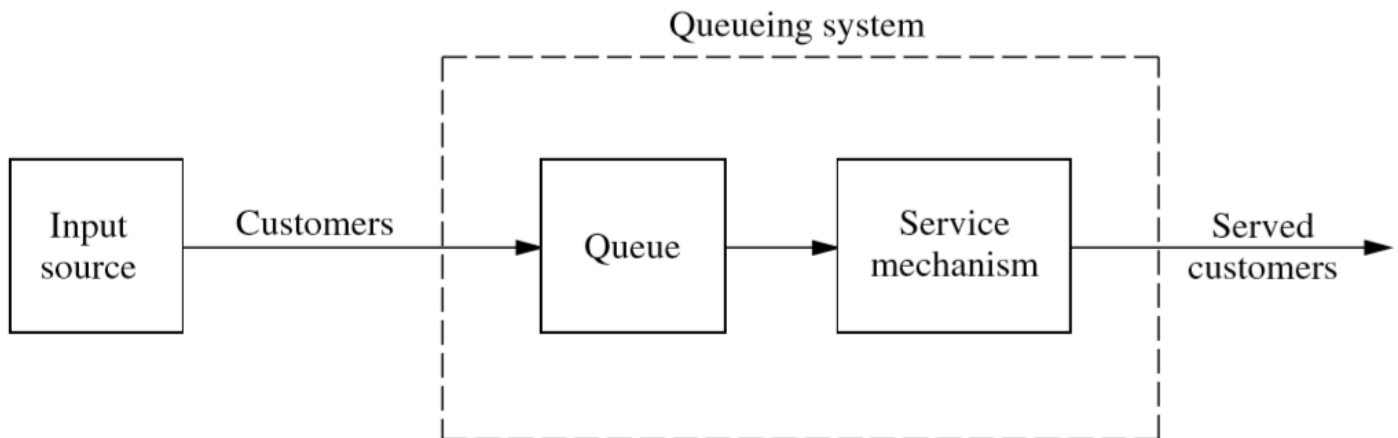 Queueing system
Input
source
Customers
Queue
Service
mechanism
Served
customers